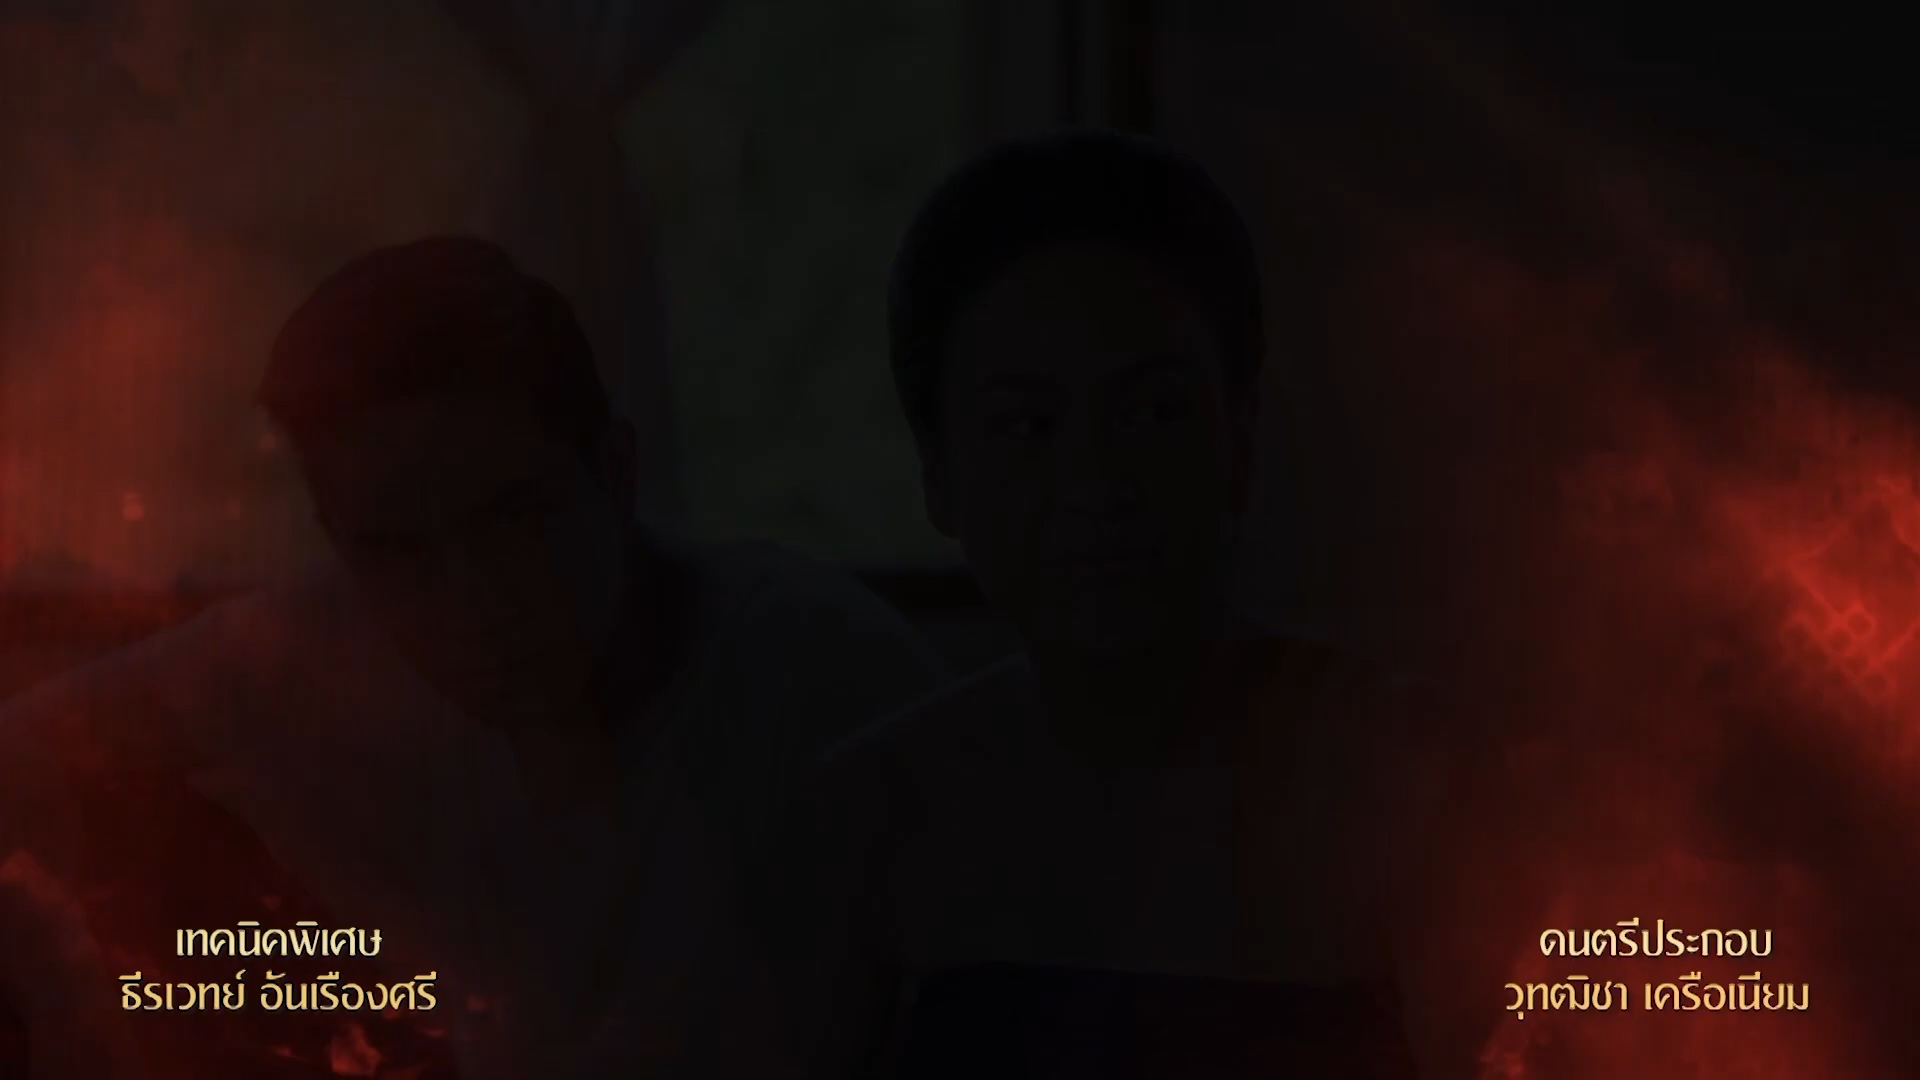 เทคนิคพิเศษ
ธีรเวทย์ อันเรืองศรี
ดนตรีประกอบ
วุฑฒิชา เครือเนียม